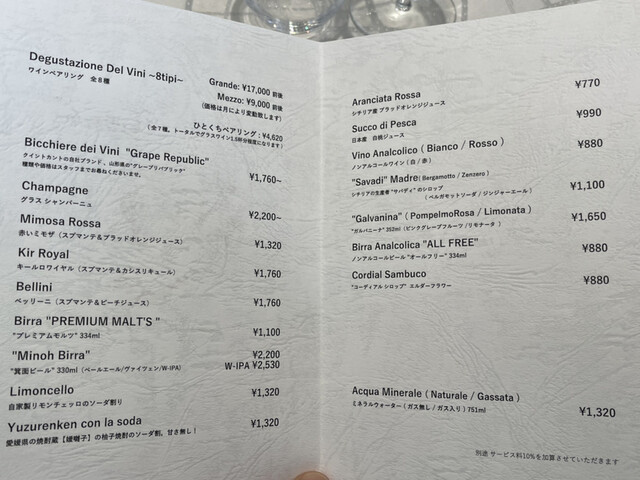 Degustazione Del Vini ~8tipi~
ワインペアリング 全8種
Grande: ¥17,000 前後
Mezzo: ¥9,000 前後
(価格は月により変動致します)
ひとくちペアリング : ¥4,620
(全7種。トータルでグラスワイン1.5杯分程度になります)
Bicchiere dei Vini "Grape Republic" ¥1,760~
クイントカントの自社ブランド、山形県の"グレープリパブリック"
種類や価格はスタッフまでお尋ねくださいませ。
Champagne ¥2,200~
グラス シャンパーニュ
Mimosa Rossa ¥1,320
赤いミモザ (スプマンテ&ブラッドオレンジジュース)
Kir Royal ¥1,760
キールロワイヤル (スプマンテ&カシスリキュール)
Bellini ¥1,760
ベッリーニ (スプマンテ&ピーチジュース)
Birra "PREMIUM MALT'S " ¥1,100
"プレミアムモルツ" 334ml
"Minoh Birra" ¥2,200
"箕面ビール" 330ml (ペールエール/ヴァイツェン/W-IPA) W-IPA ¥2,530
Limoncello ¥1,320
自家製リモンチェッロのソーダ割り
Yuzurenken con la soda ¥1,320
愛媛県の焼酎蔵【媛囃子】の柚子焼酎のソーダ割、甘さ無し!
Aranciata Rossa ¥770
シチリア産 ブラッドオレンジジュース
Succo di Pesca ¥990
日本産 白桃ジュース
Vino Analcolico ( Bianco / Rosso ) ¥880
ノンアルコールワイン (白 / 赤)
"Savadi" Madre( Bergamotto / Zenzero ) ¥1,100
シチリアの生産者"サバディ"のシロップ
( ベルガモットソーダ / ジンジャーエール)
"Galvanina" ( PompelmoRosa / Limonata ) ¥1,650
"ガルバニーナ" 352ml (ピンクグレープフルーツ / リモナータ )
Birra Analcolica "ALL FREE" ¥880
ノンアルコールビール "オールフリー" 334ml
Cordial Sambuco ¥880
"コーディアル シロップ" エルダーフラワー
Acqua Minerale ( Naturale / Gassata ) ¥1,320
ミネラルウォーター ( ガス無し / ガス入り ) 751ml
別途 サービス料10%を加算させていただきます